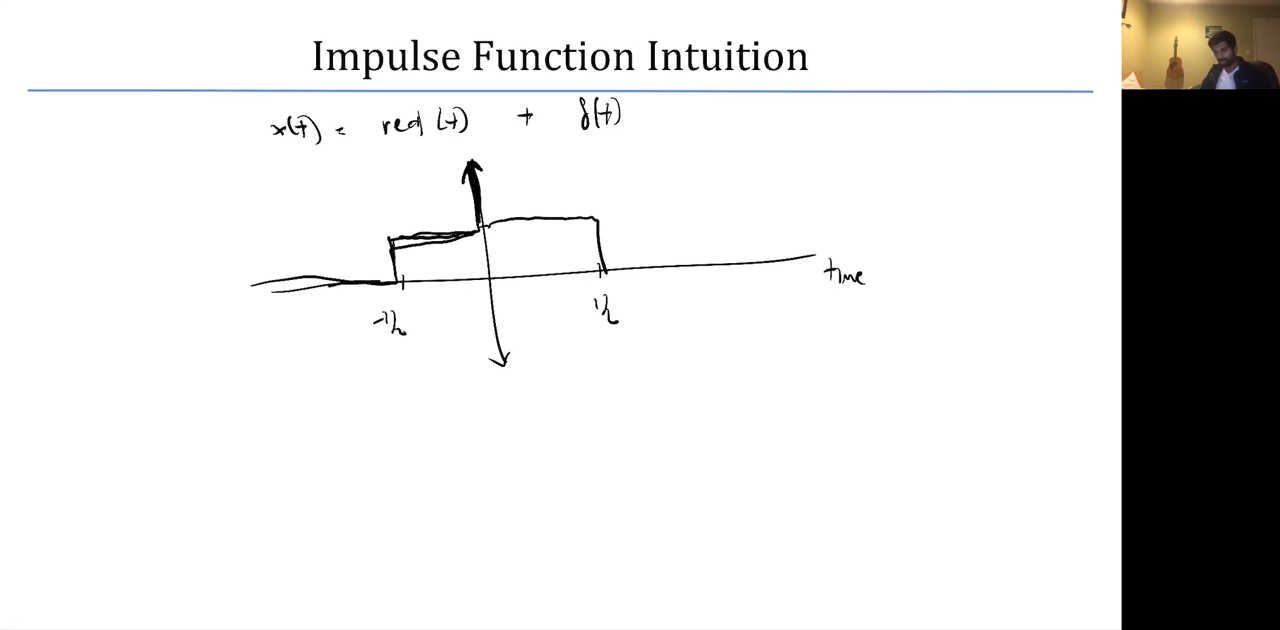 Impulse Function Intuition
x(t) = rect(t) + δ(t)
time
-1/2 1/2